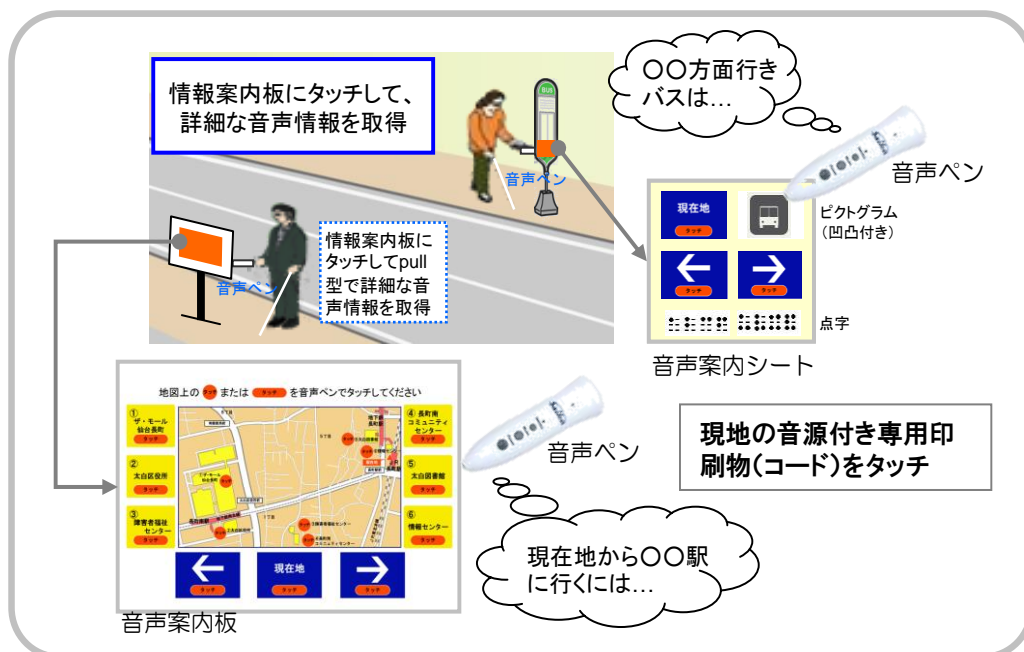 情報案内板にタッチして、
詳細な音声情報を取得
BUS
音声ペン
〇〇方面行き
バスは…
音声ペン
現在地
タッチ
ピクトグラム
（凹凸付き）
←
タッチ
→
タッチ
点字
音声案内シート
音声ペン
情報案内板に
タッチしてpull
型で詳細な音
声情報を取得
地図上の タッチ または タッチ を音声ペンでタッチしてください
①
ザ・モール
仙台長町
タッチ
②
太白区役所
タッチ
③
障害者福祉
センター
タッチ
④長町南
コミュニティ
センター
タッチ
⑤
太白図書館
タッチ
⑥
情報センター
タッチ
←
タッチ
現在地
タッチ
→
タッチ
音声案内板
音声ペン
現地の音源付き専用印
刷物（コード）をタッチ
現在地から〇〇駅
に行くには…